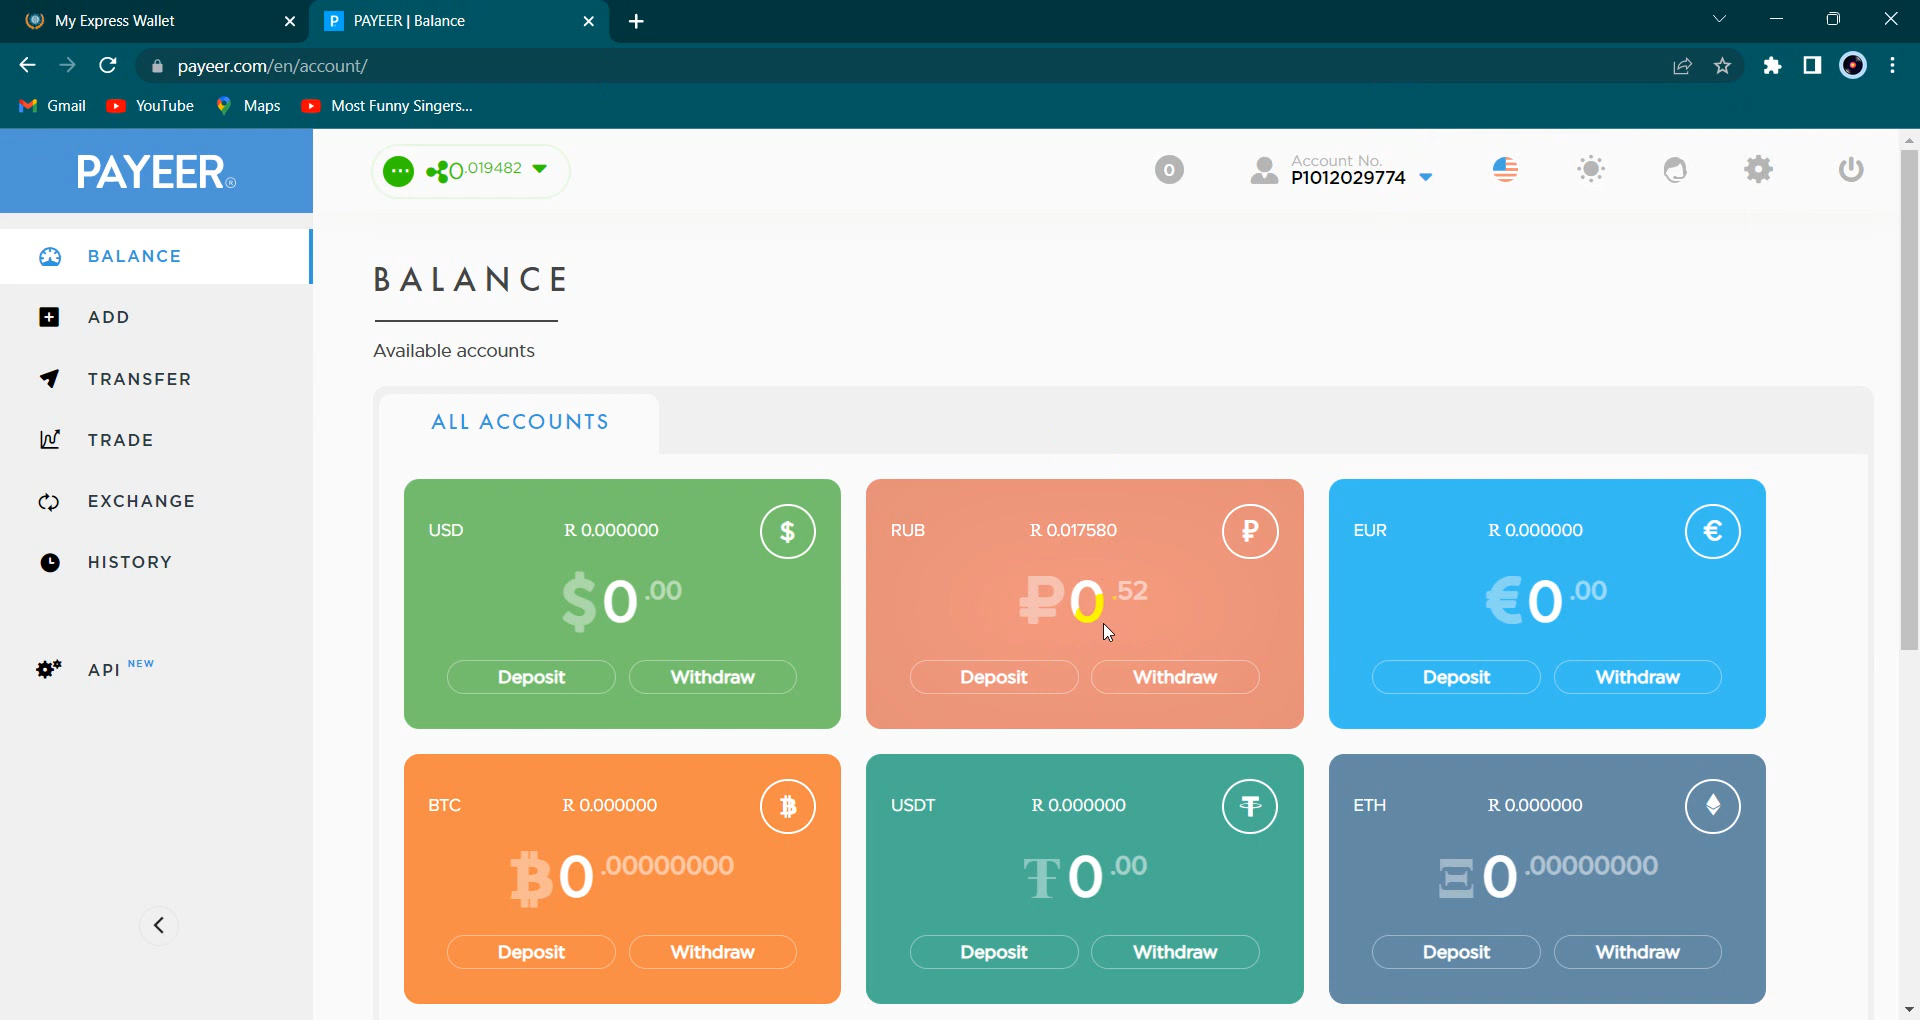 My Express Wallet
PAYEER | Balance
payeer.com/en/account/
Gmail
YouTube
Maps
Most Funny Singers...
PAYEER®
0.019482
0
Account No.
P1012029774
BALANCE
ADD
TRANSFER
TRADE
EXCHANGE
HISTORY
API NEW
BALANCE
Available accounts
ALL ACCOUNTS
USD R 0.000000 $
$0.00
Deposit Withdraw
RUB R 0.017580 ₽
₽0.52
Deposit Withdraw
EUR R 0.000000 €
€0.00
Deposit Withdraw
BTC R 0.000000 ₿
₿0.00000000
Deposit Withdraw
USDT R 0.000000 ₮
₮0.00
Deposit Withdraw
ETH R 0.000000
Ξ0.00000000
Deposit Withdraw